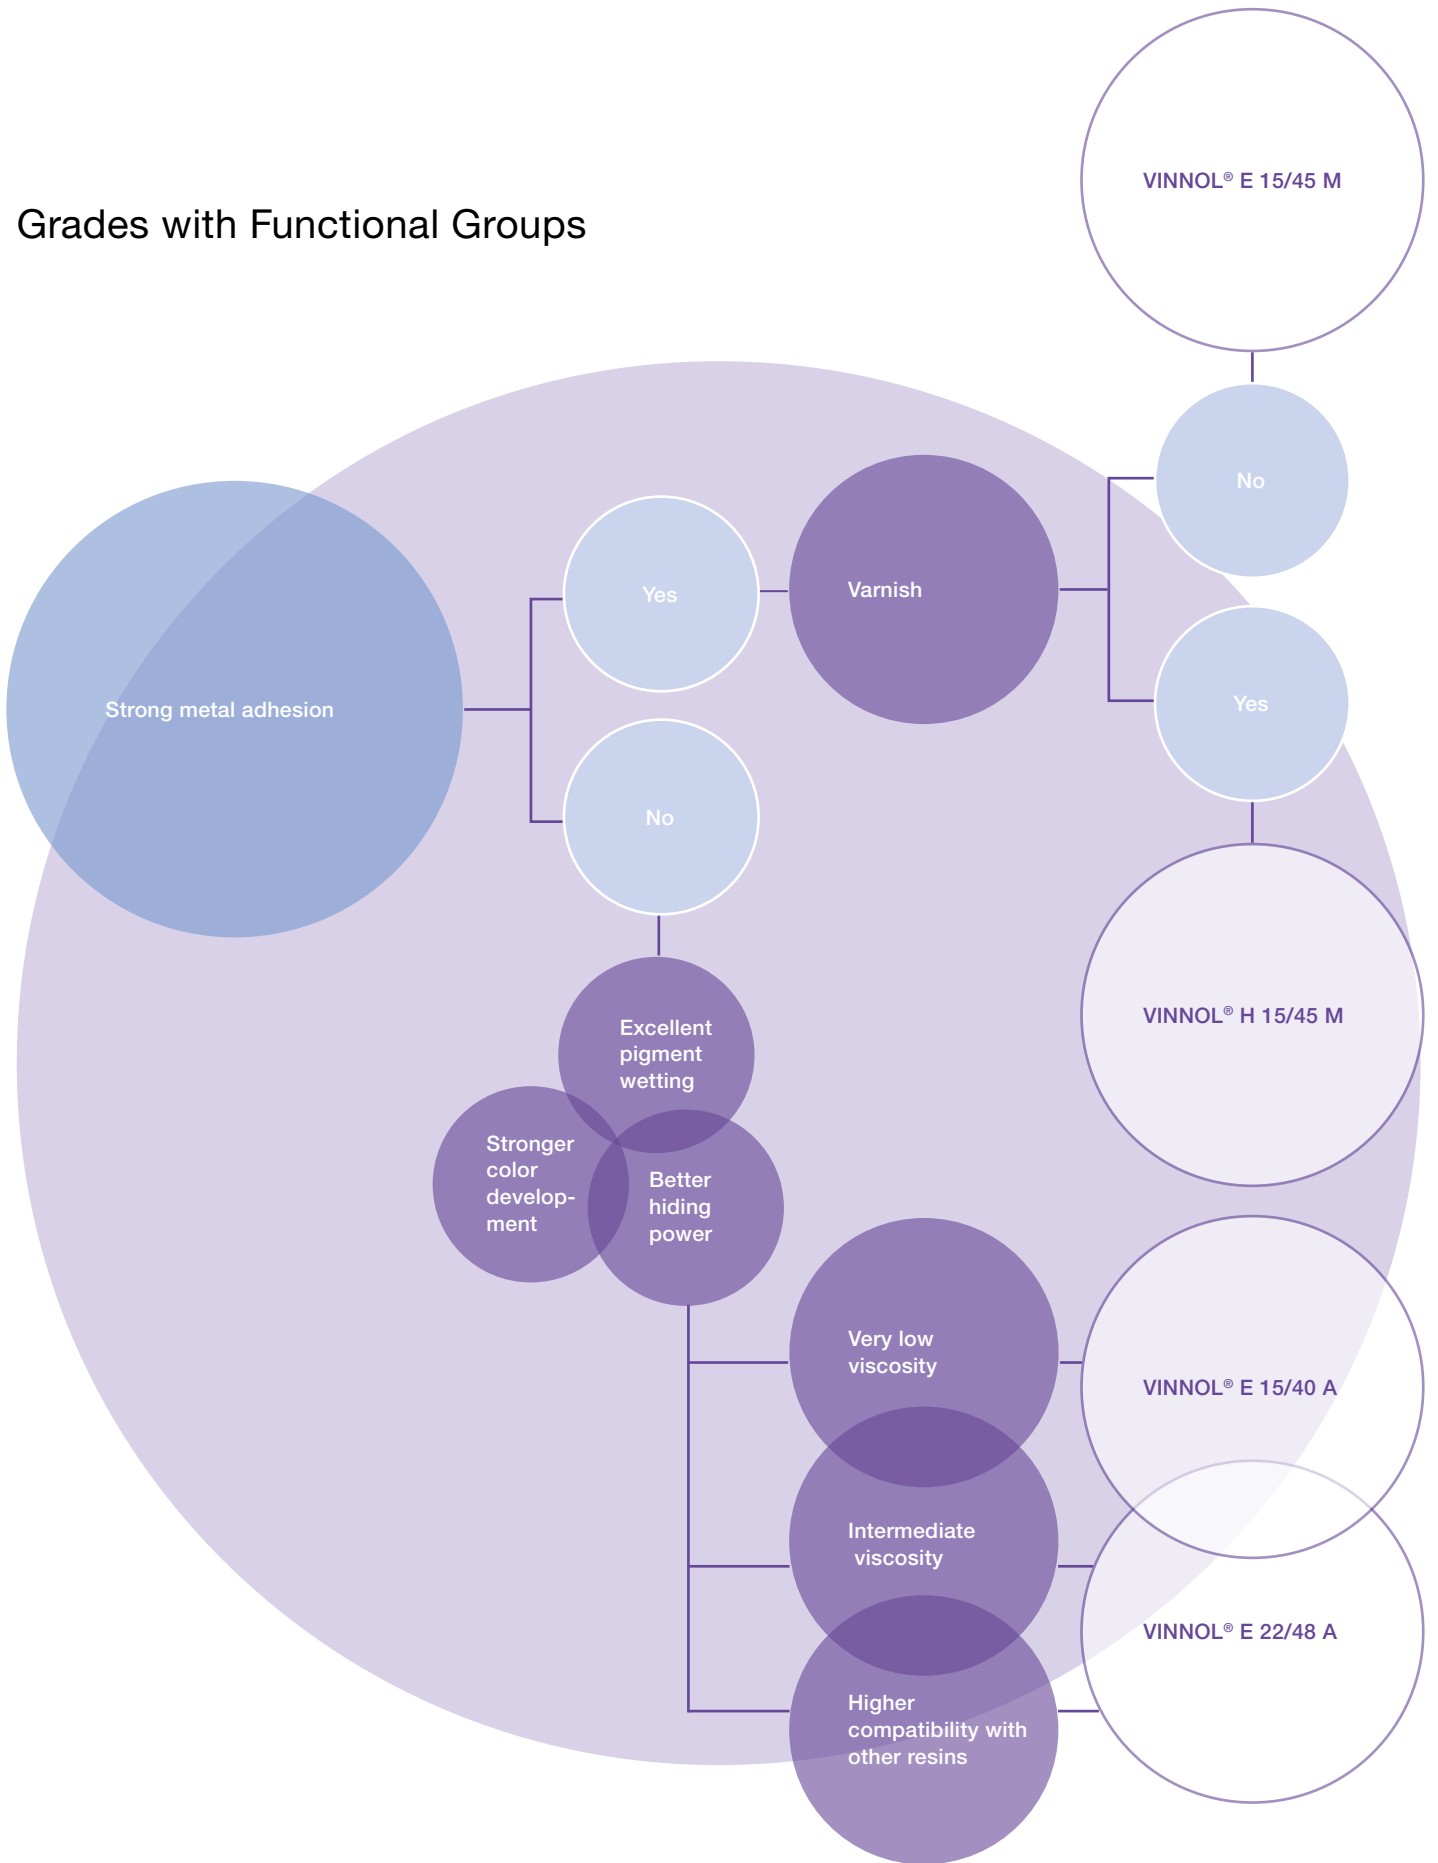 VINNOL® E 15/45 M
Grades with Functional Groups
No
Yes
Varnish
Yes
Strong metal adhesion
No
VINNOL® H 15/45 M
Excellent
pigment
wetting
Stronger
color
develop-
ment
Better
hiding
power
Very low
viscosity
VINNOL® E 15/40 A
Intermediate
viscosity
VINNOL® E 22/48 A
Higher
compatibility with
other resins